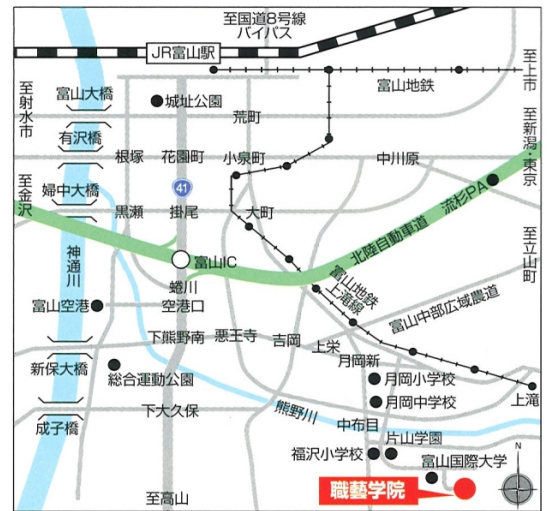 至国道8号線
バイパス
JR富山駅
至上市
富山地鉄
至射水市
富山大橋
城址公園
荒町
有沢橋
至新潟・東京
根塚
花園町
小泉町
中川原
至金沢
婦中大橋
41
流杉PA
黒瀬
掛尾
大町
北陸自動車道
至立山町
神通川
富山IC
蜷川
富山地鉄
上滝線
富山空港
空港口
富山中部広域農道
下熊野南
悪王寺
吉岡
上栄
月岡新
新保大橋
総合運動公園
月岡小学校
上滝
下大久保
熊野川
月岡中学校
成子橋
中布目
片山学園
福沢小学校
富山国際大学
N
職藝学院
至高山